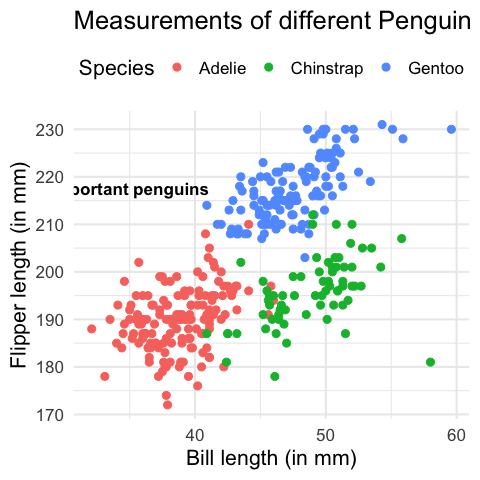 Measurements of different Penguin
Species Adelie Chinstrap Gentoo
230
220
210
200
190
180
170
portant penguins
40 50 60
Flipper length (in mm)
Bill length (in mm)